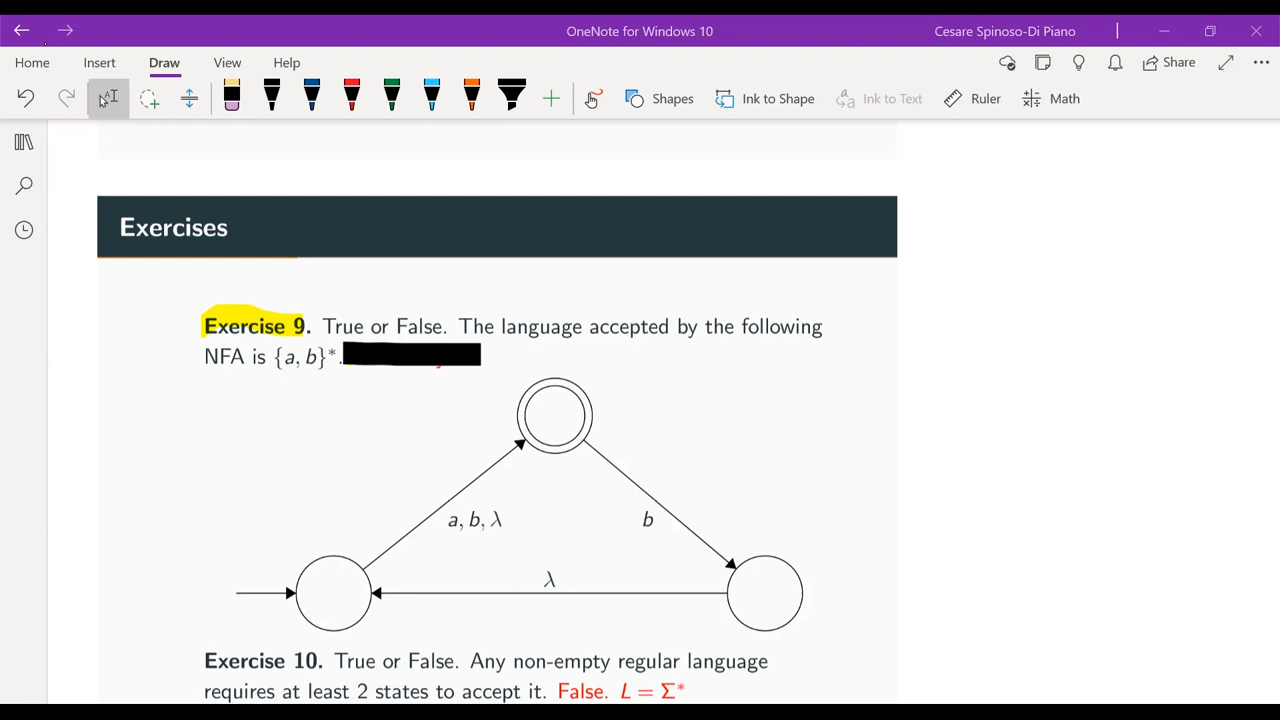 OneNote for Windows 10
Cesare Spinoso-Di Piano
Home Insert Draw View Help
Share
Shapes Ink to Shape Ink to Text Ruler Math
Exercises
Exercise 9. True or False. The language accepted by the following
NFA is {a, b}*.
a, b, λ
b
λ
Exercise 10. True or False. Any non-empty regular language
requires at least 2 states to accept it. False. L = Σ*